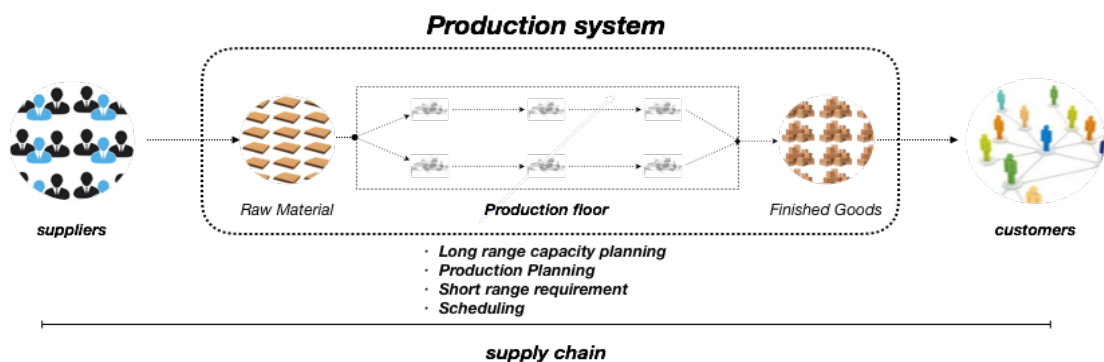 Production system
Raw Material
Production floor
Finished Goods
suppliers
customers
· Long range capacity planning
· Production Planning
· Short range requirement
· Scheduling
supply chain